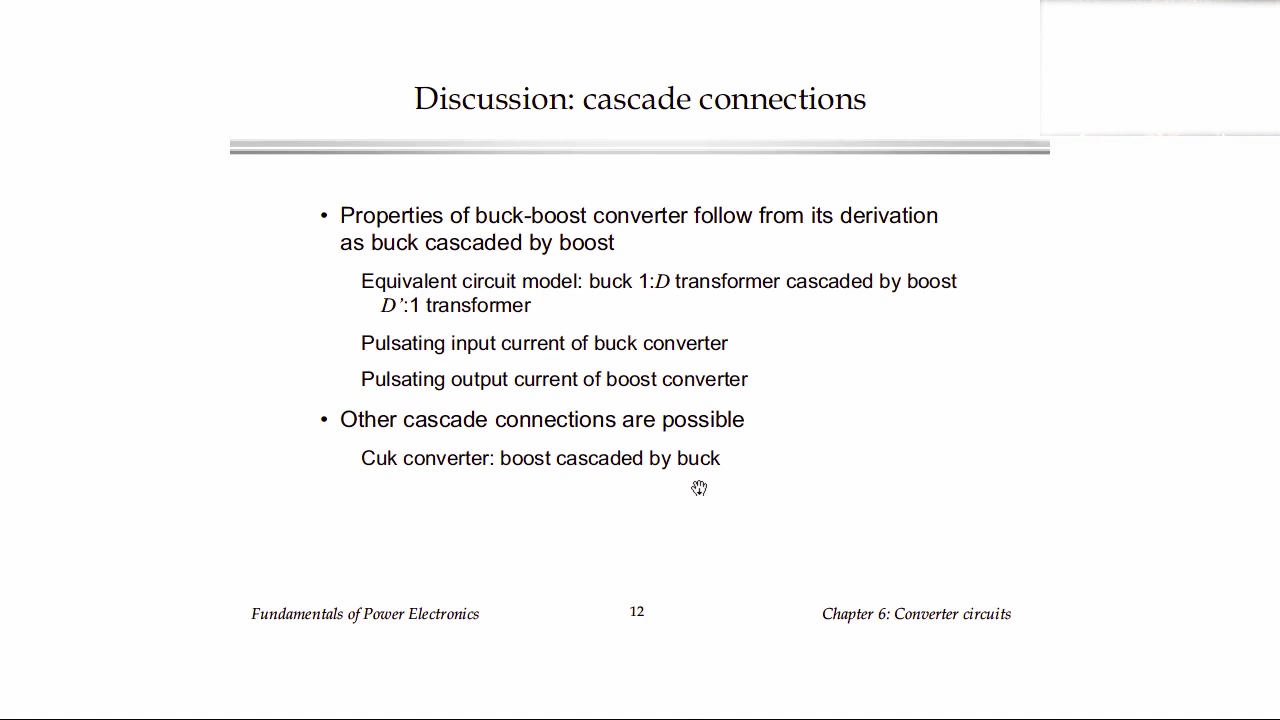 Discussion: cascade connections
• Properties of buck-boost converter follow from its derivation
as buck cascaded by boost
Equivalent circuit model: buck 1:D transformer cascaded by boost
D’:1 transformer
Pulsating input current of buck converter
Pulsating output current of boost converter
• Other cascade connections are possible
Cuk converter: boost cascaded by buck
Fundamentals of Power Electronics
12
Chapter 6: Converter circuits